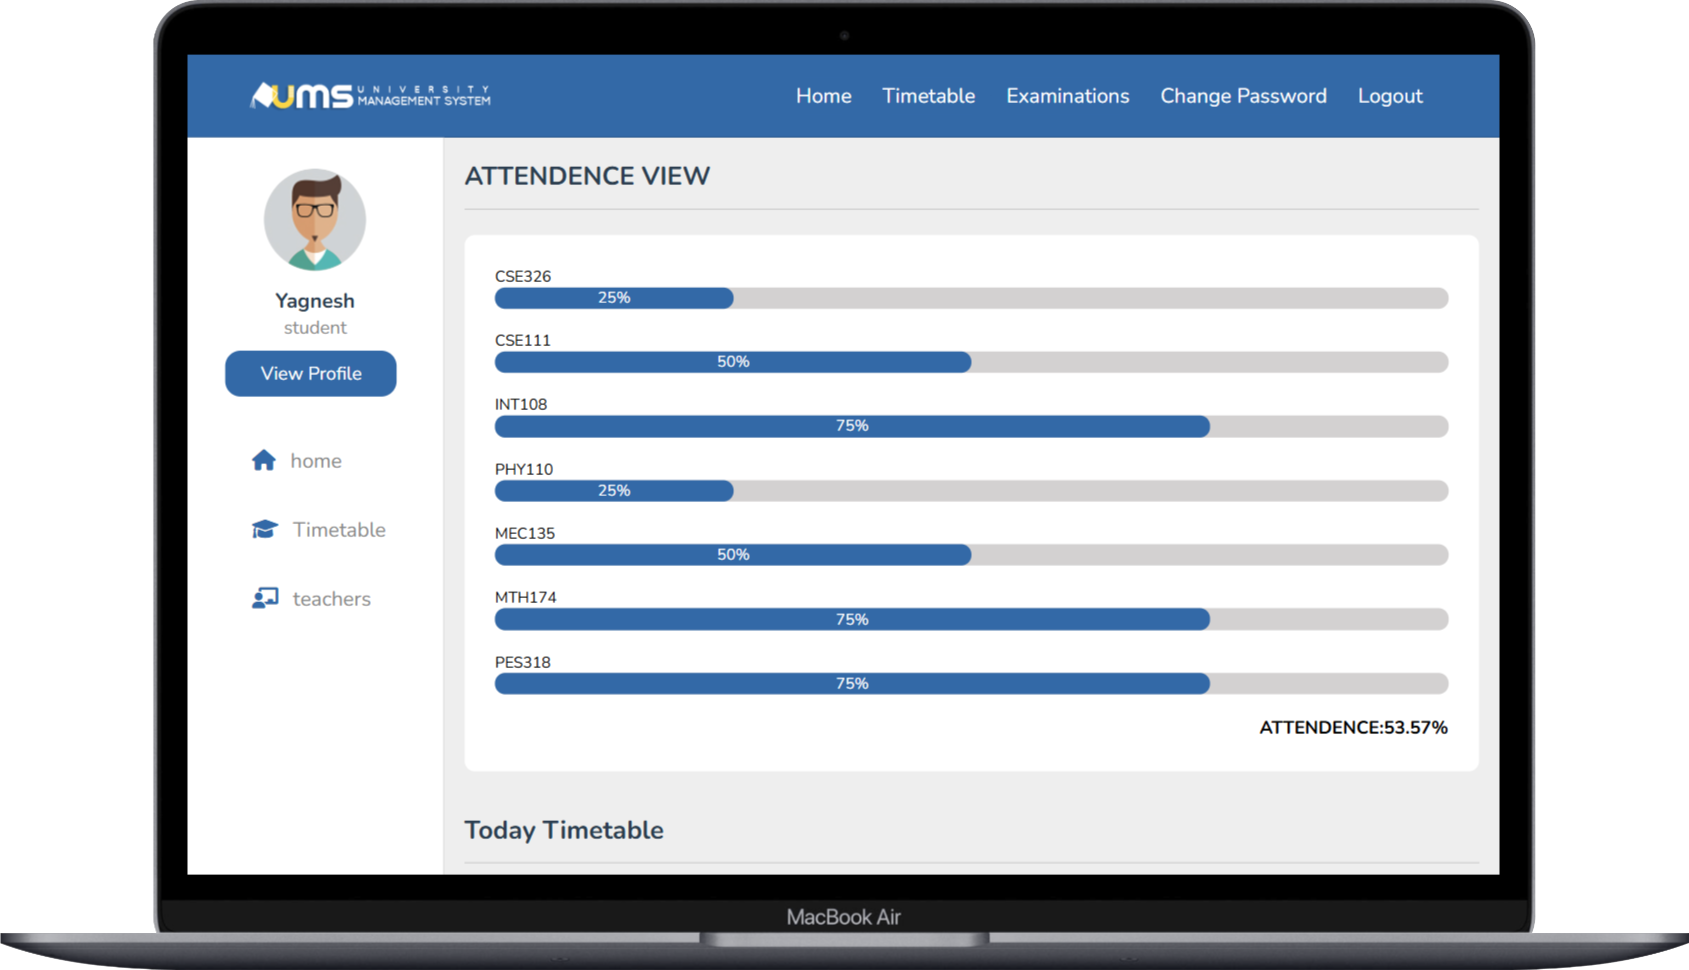 UMS UNIVERSITY
MANAGEMENT SYSTEM
Home Timetable Examinations Change Password Logout
Yagnesh
student
View Profile
home
Timetable
teachers
ATTENDENCE VIEW
CSE326
25%
CSE111
50%
INT108
75%
PHY110
25%
MEC135
50%
MTH174
75%
PES318
75%
ATTENDENCE:53.57%
Today Timetable
MacBook Air